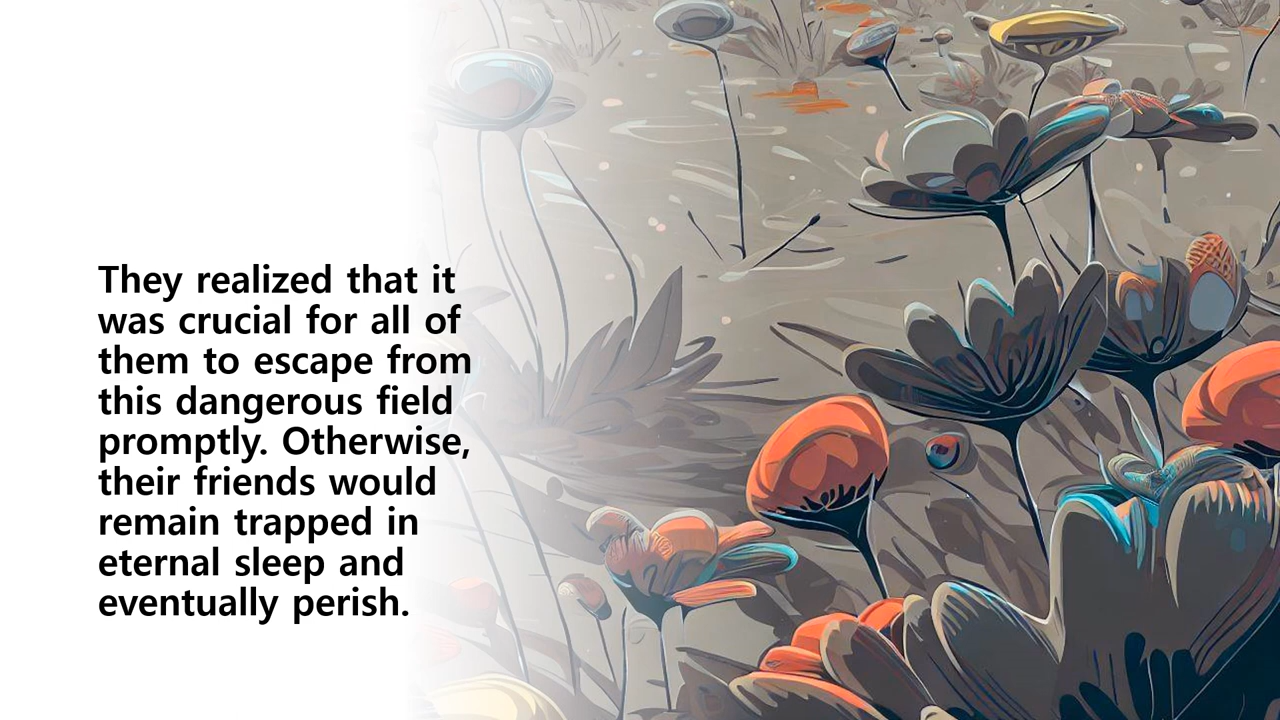 They realized that it
was crucial for all of
them to escape from
this dangerous field
promptly. Otherwise,
their friends would
remain trapped in
eternal sleep and
eventually perish.